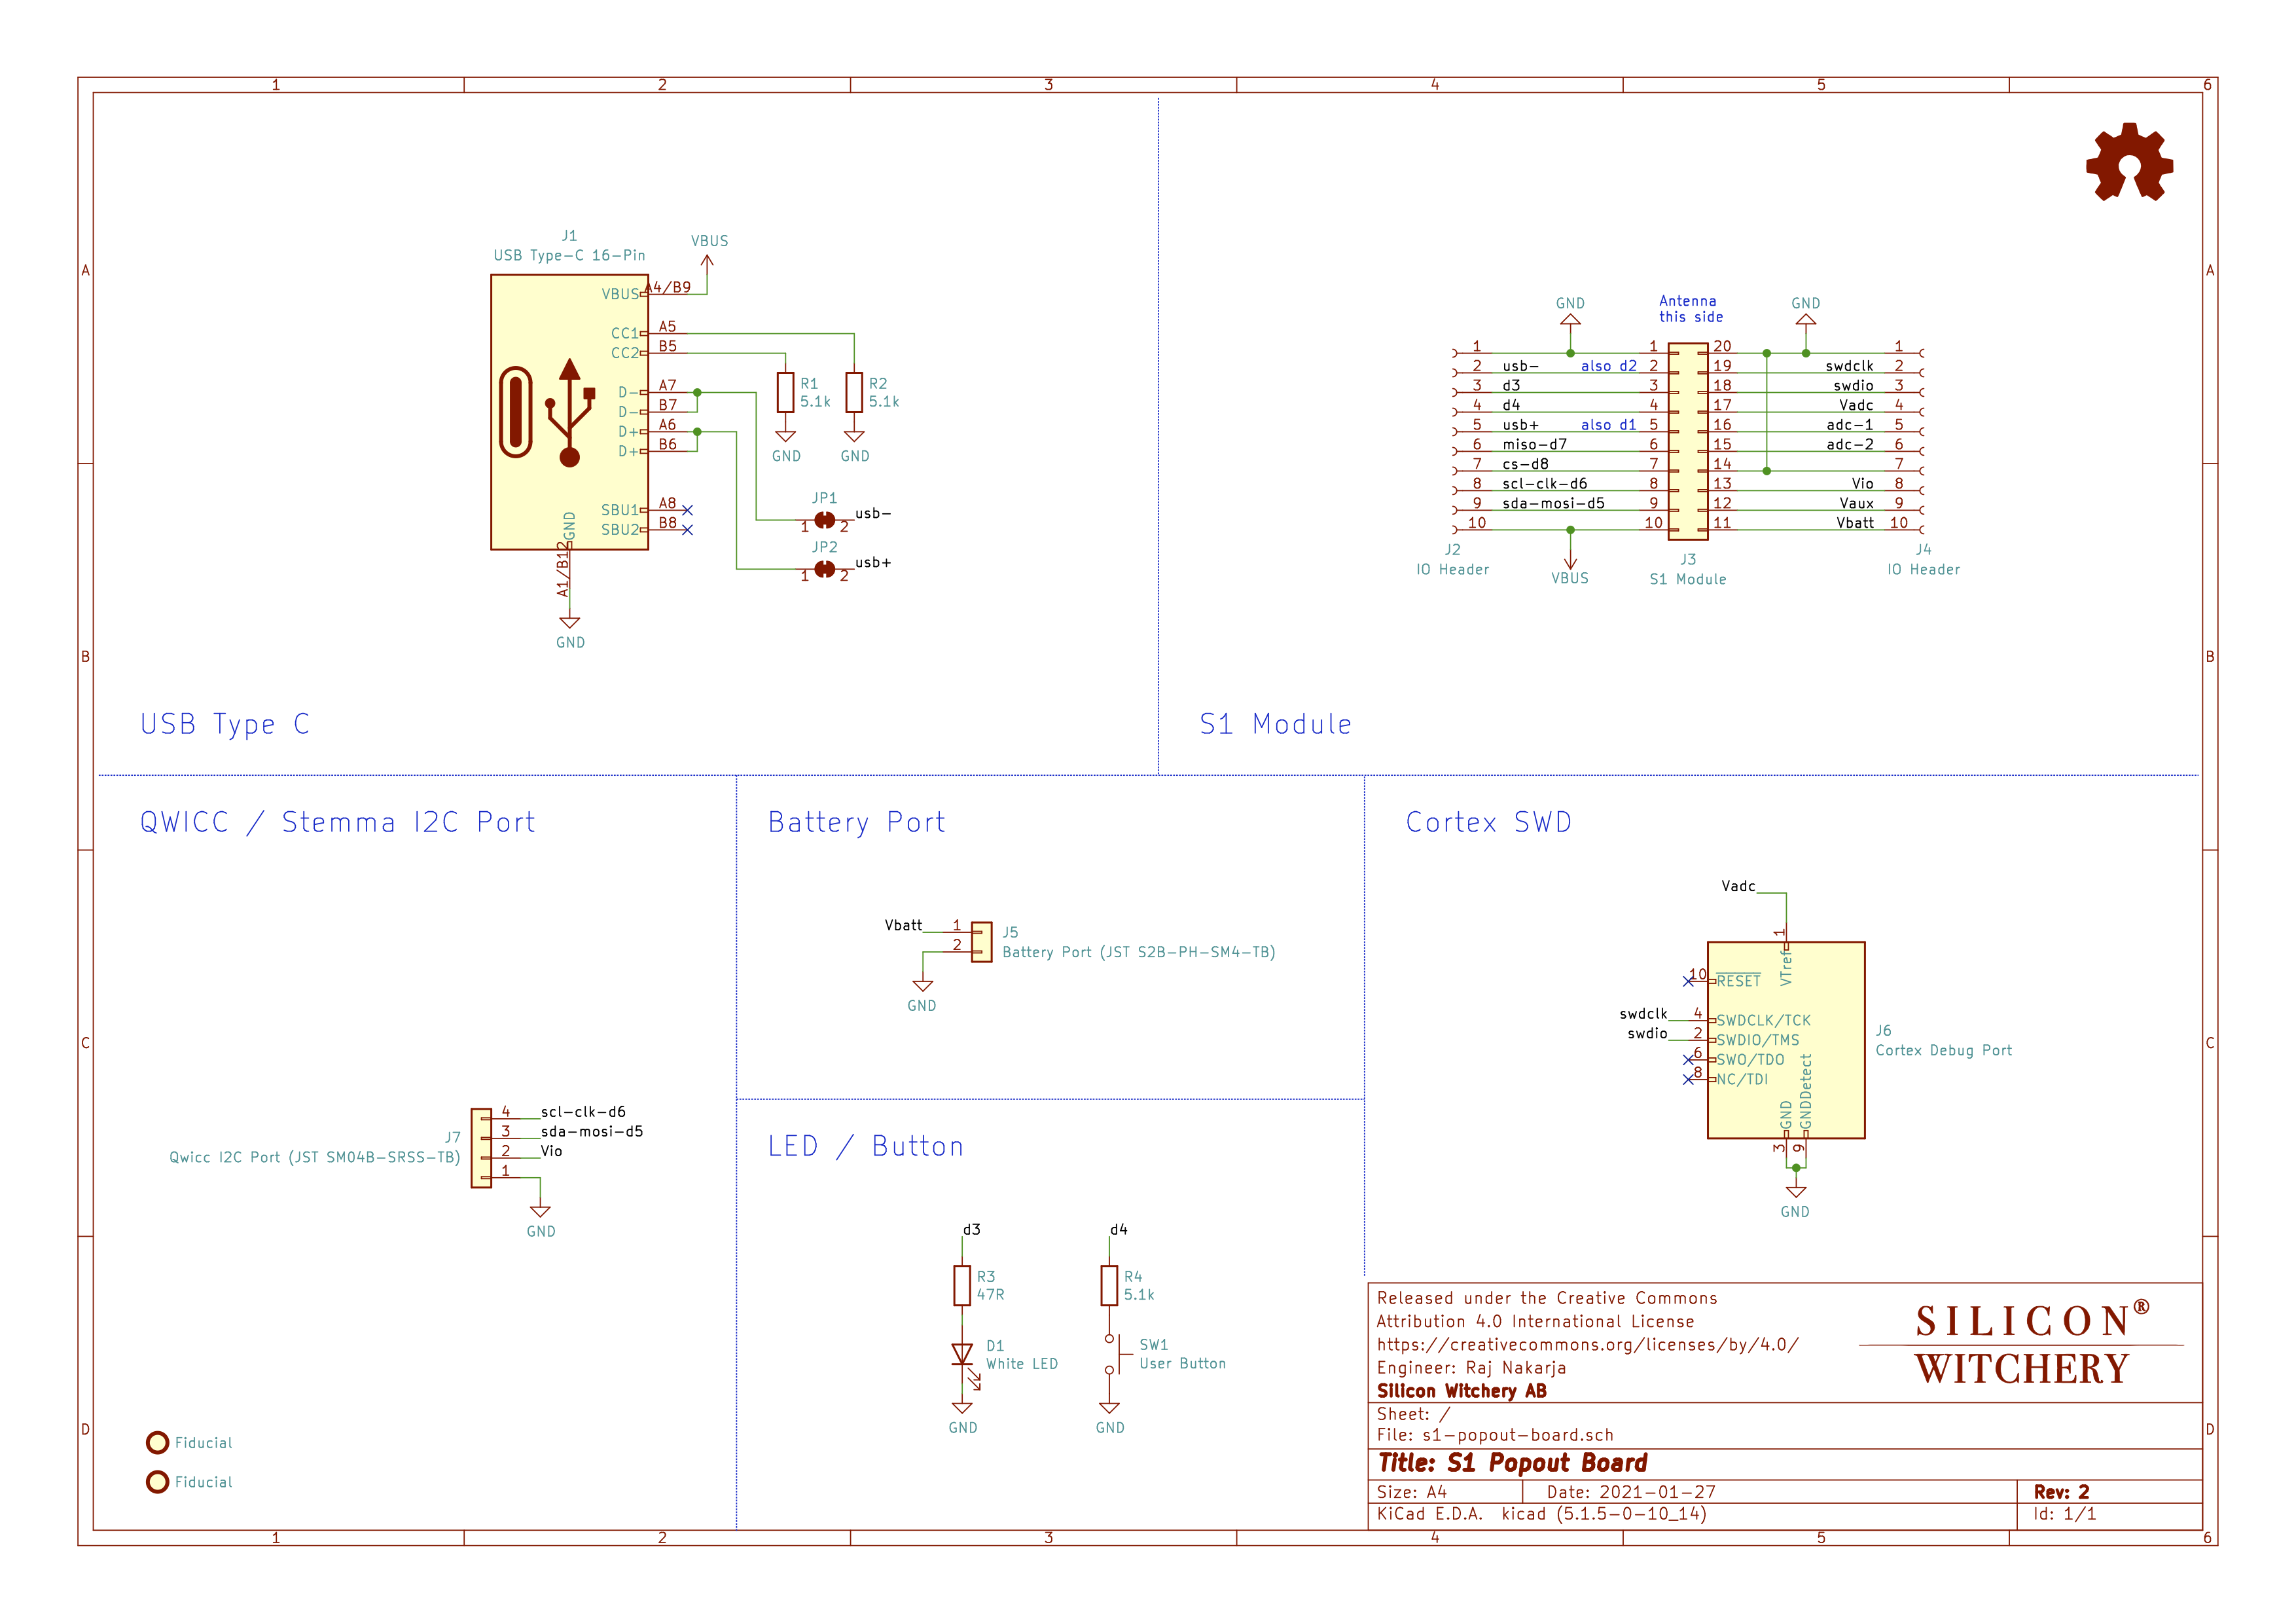 1 2 3 4 5 6
A
B
C
D
A
B
C
D
1 2 3 4 5 6
J1
USB Type-C 16-Pin
VBUS
VBUS A4/B9
CC1 A5
CC2 B5
D- A7
D- B7
D+ A6
D+ B6
SBU1 A8
SBU2 B8
GND
A1/B12
GND
R1
5.1k
R2
5.1k
GND
GND
JP1
1 2
usb-
JP2
1 2
usb+
USB Type C
GND
Antenna
this side
GND
1 1 20 1
2 usb- also d2 2 19 swdclk 2
3 d3 3 18 swdio 3
4 d4 4 17 Vadc 4
5 usb+ also d1 5 16 adc-1 5
6 miso-d7 6 15 adc-2 6
7 cs-d8 7 14 7
8 scl-clk-d6 8 13 Vio 8
9 sda-mosi-d5 9 12 Vaux 9
10 10 11 Vbatt 10
J2
IO Header
VBUS
J3
S1 Module
J4
IO Header
S1 Module
QWICC / Stemma I2C Port
J7
Qwicc I2C Port (JST SM04B-SRSS-TB)
4 scl-clk-d6
3 sda-mosi-d5
2 Vio
1
GND
Fiducial
Fiducial
Battery Port
Vbatt 1
2
J5
Battery Port (JST S2B-PH-SM4-TB)
GND
LED / Button
d3
R3
47R
D1
White LED
GND
d4
R4
5.1k
SW1
User Button
GND
Cortex SWD
Vadc
1
VTref
10 RESET
swdclk 4 SWDCLK/TCK
swdio 2 SWDIO/TMS
6 SWO/TDO
8 NC/TDI
GND
GNDDetect
3 9
GND
J6
Cortex Debug Port
Released under the Creative Commons
Attribution 4.0 International License
https://creativecommons.org/licenses/by/4.0/
Engineer: Raj Nakarja
Silicon Witchery AB
SILICON®
WITCHERY
Sheet: /
File: s1-popout-board.sch
Title: S1 Popout Board
Size: A4 Date: 2021-01-27 Rev: 2
KiCad E.D.A. kicad (5.1.5-0-10_14) Id: 1/1